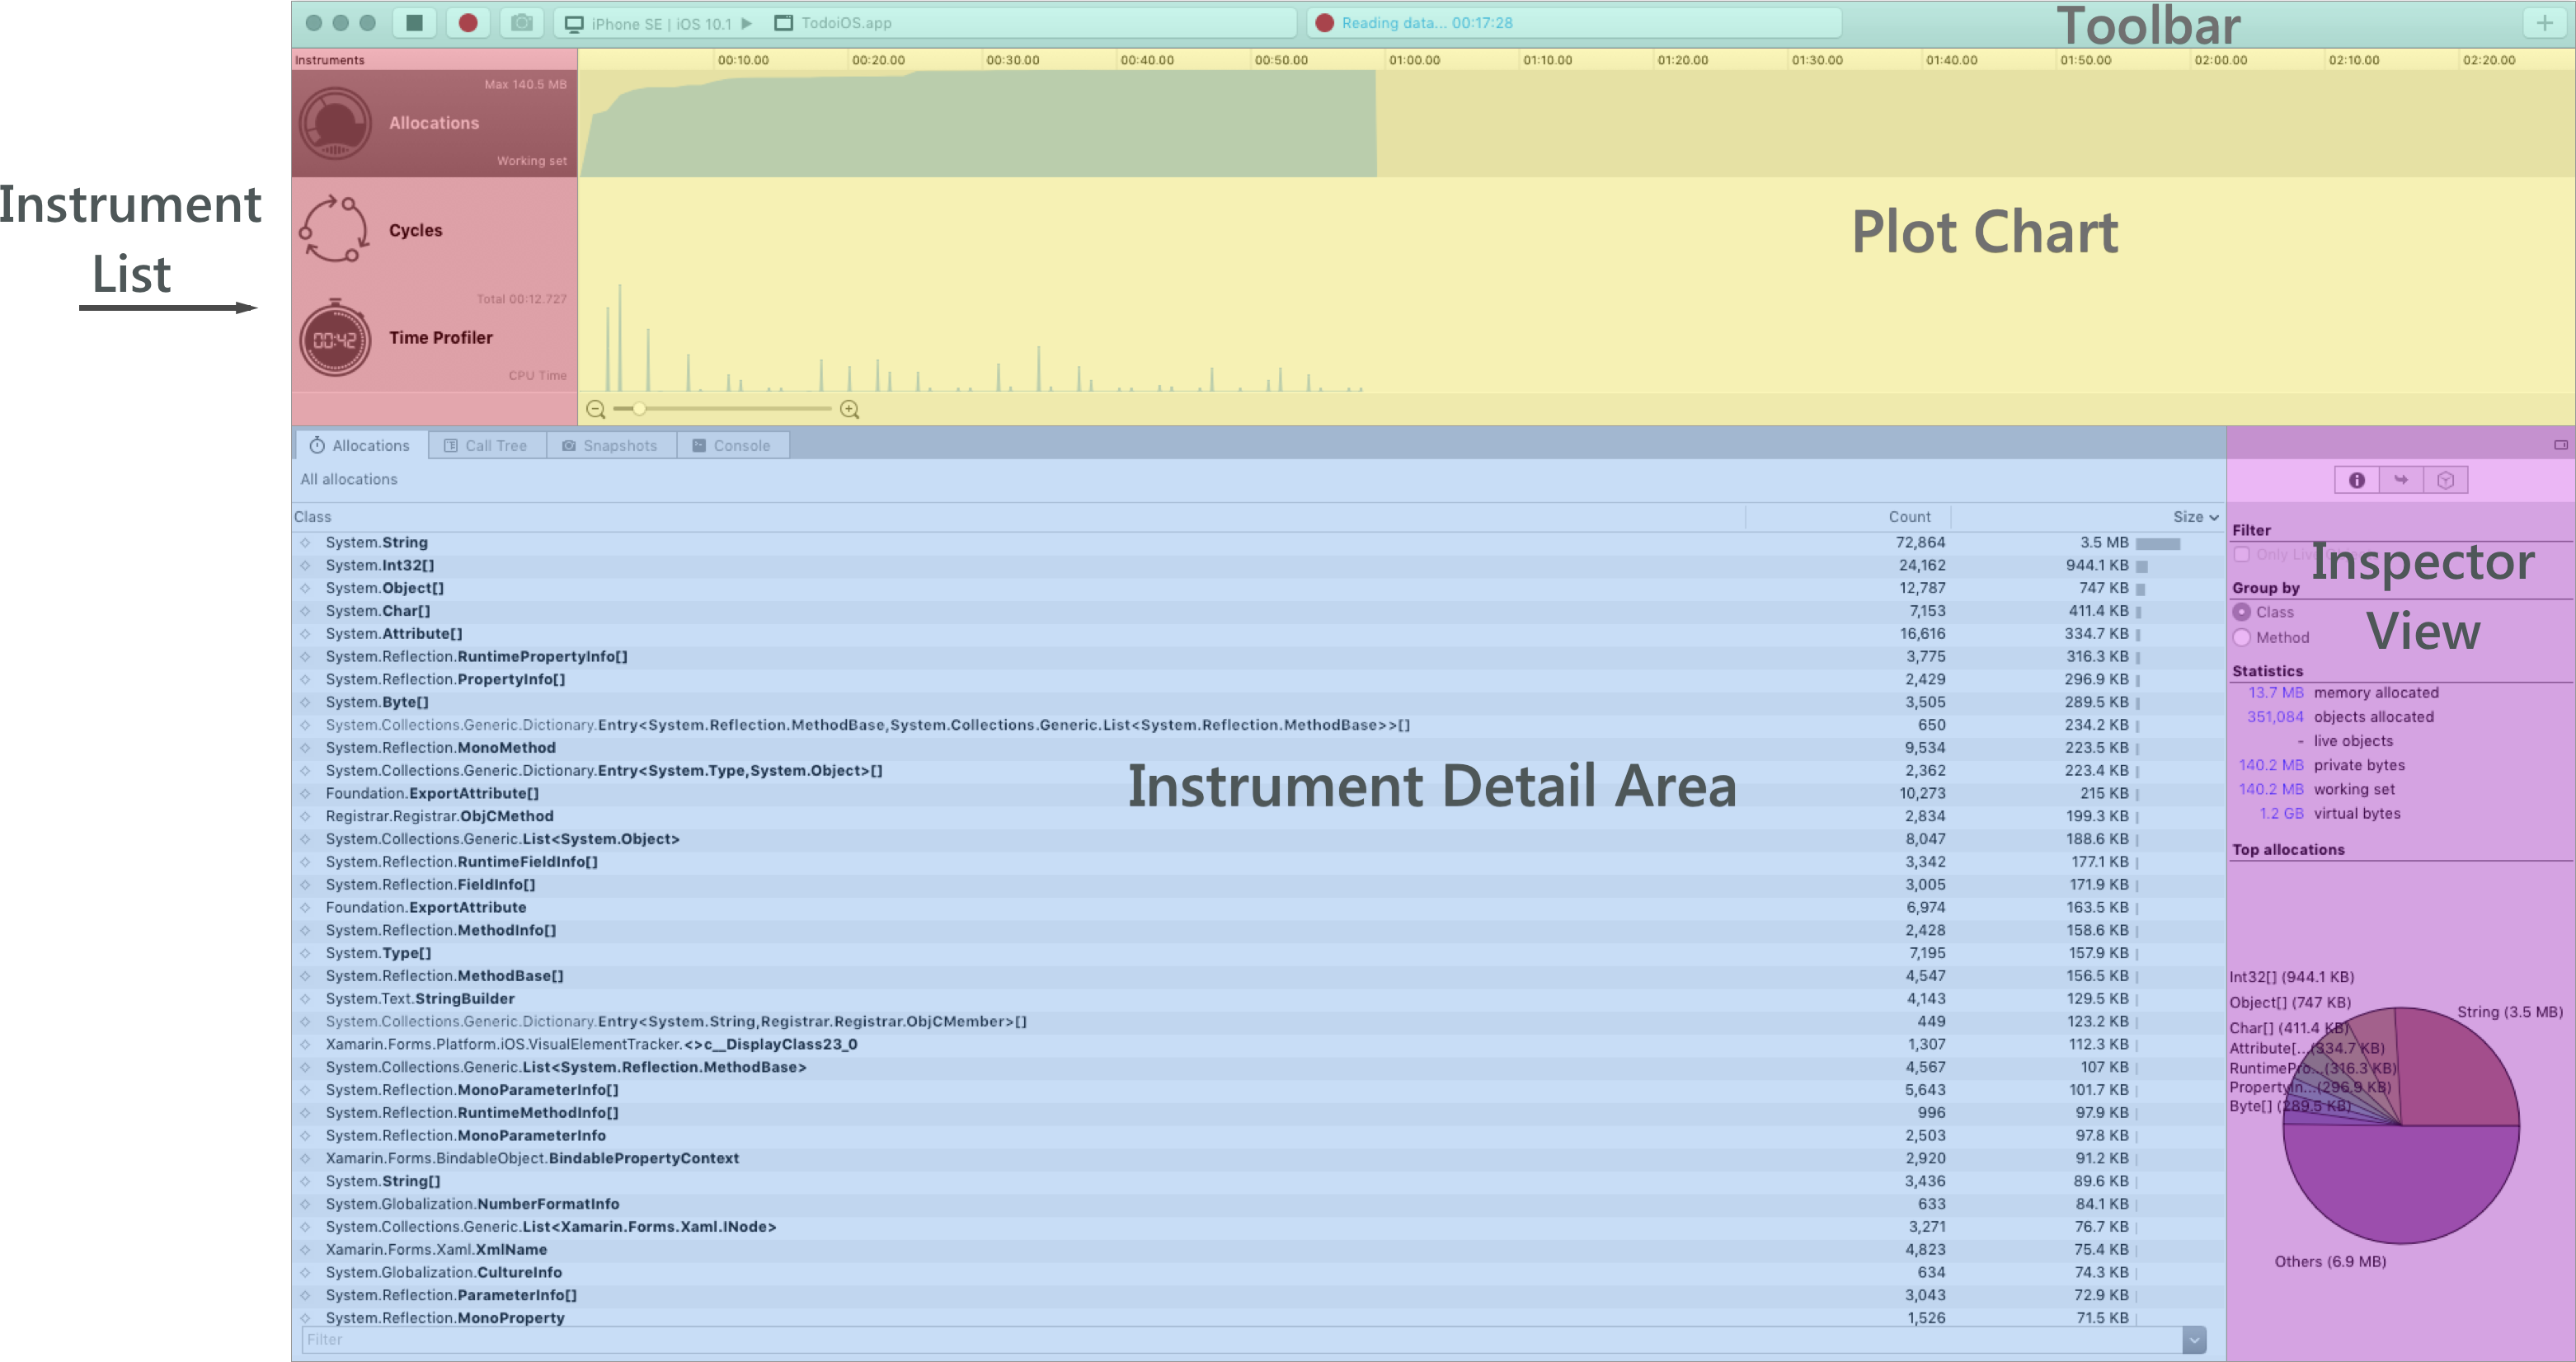 iPhone SE | iOS 10.1 ▶ TodoiOS.app
Reading data... 00:17:28
Toolbar
Instruments
00:10.00 00:20.00 00:30.00 00:40.00 00:50.00 01:00.00 01:10.00 01:20.00 01:30.00 01:40.00 01:50.00 02:00.00 02:10.00 02:20.00
Max 140.5 MB
Allocations
Working set
Instrument
List
Cycles
Plot Chart
Total 00:12.727
00:42
Time Profiler
CPU Time
Allocations Call Tree Snapshots Console
All allocations
Class Count Size
System.String 72,864 3.5 MB
System.Int32[] 24,162 944.1 KB
System.Object[] 12,787 747 KB
System.Char[] 7,153 411.4 KB
System.Attribute[] 16,616 334.7 KB
System.Reflection.RuntimePropertyInfo[] 3,775 316.3 KB
System.Reflection.PropertyInfo[] 2,429 296.9 KB
System.Byte[] 3,505 289.5 KB
System.Collections.Generic.Dictionary.Entry<System.Reflection.MethodBase,System.Collections.Generic.List<System.Reflection.MethodBase>>[] 650 234.2 KB
System.Reflection.MonoMethod 9,534 223.5 KB
System.Collections.Generic.Dictionary.Entry<System.Type,System.Object>[] 2,362 223.4 KB
Foundation.ExportAttribute[] 10,273 215 KB
Registrar.Registrar.ObjCMethod 2,834 199.3 KB
System.Collections.Generic.List<System.Object> 8,047 188.6 KB
System.Reflection.RuntimeFieldInfo[] 3,342 177.1 KB
System.Reflection.FieldInfo[] 3,005 171.9 KB
Foundation.ExportAttribute 6,974 163.5 KB
System.Reflection.MethodInfo[] 2,428 158.6 KB
System.Type[] 7,195 157.9 KB
System.Reflection.MethodBase[] 4,547 156.5 KB
System.Text.StringBuilder 4,143 129.5 KB
System.Collections.Generic.Dictionary.Entry<System.String,Registrar.Registrar.ObjCMember>[] 449 123.2 KB
Xamarin.Forms.Platform.iOS.VisualElementTracker.<>c__DisplayClass23_0 1,307 112.3 KB
System.Collections.Generic.List<System.Reflection.MethodBase> 4,567 107 KB
System.Reflection.MonoParameterInfo[] 5,643 101.7 KB
System.Reflection.RuntimeMethodInfo[] 996 97.9 KB
System.Reflection.MonoParameterInfo 2,503 97.8 KB
Xamarin.Forms.BindableObject.BindablePropertyContext 2,920 91.2 KB
System.String[] 3,436 89.6 KB
System.Globalization.NumberFormatInfo 633 84.1 KB
System.Collections.Generic.List<Xamarin.Forms.Xaml.INode> 3,271 76.7 KB
Xamarin.Forms.Xaml.XmlName 4,823 75.4 KB
System.Globalization.CultureInfo 634 74.3 KB
System.Reflection.ParameterInfo[] 3,043 72.9 KB
System.Reflection.MonoProperty 1,526 71.5 KB
Filter
Instrument Detail Area
Filter
Only
Inspector
View
Group by
Class
Method
Statistics
13.7 MB memory allocated
351,084 objects allocated
- live objects
140.2 MB private bytes
140.2 MB working set
1.2 GB virtual bytes
Top allocations
Int32[] (944.1 KB)
Object[] (747 KB)
String (3.5 MB)
Char[] (411.4 KB)
Attribute[...(334.7 KB)
RuntimePro...(316.3 KB)
PropertyIn...(296.9 KB)
Byte[] (289.5 KB)
Others (6.9 MB)